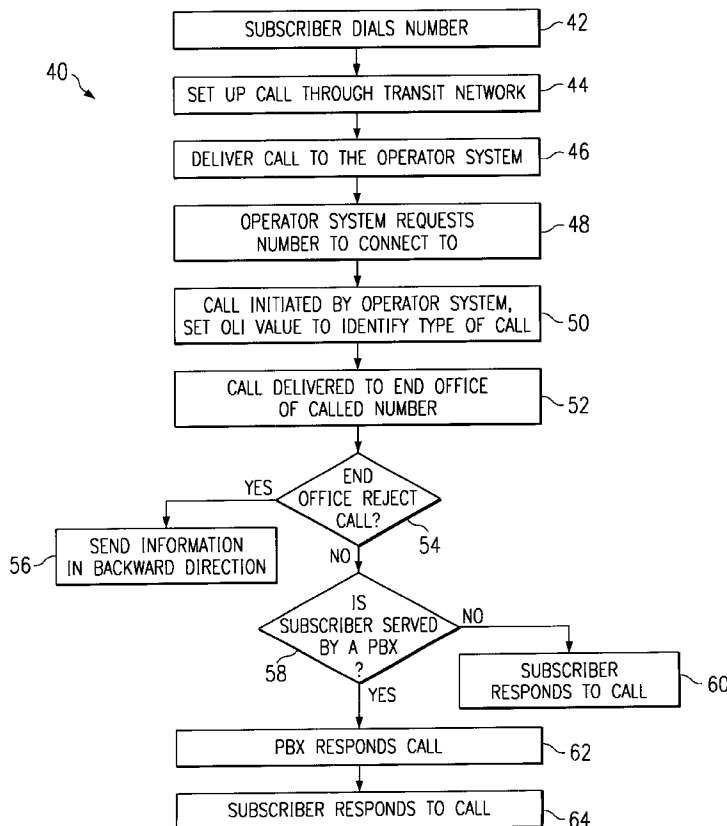 SUBSCRIBER DIALS NUMBER
42
40
SET UP CALL THROUGH TRANSIT NETWORK
44
DELIVER CALL TO THE OPERATOR SYSTEM
46
OPERATOR SYSTEM REQUESTS
NUMBER TO CONNECT TO
48
CALL INITIATED BY OPERATOR SYSTEM,
SET OLI VALUE TO IDENTIFY TYPE OF CALL
50
CALL DELIVERED TO END OFFICE
OF CALLED NUMBER
52
END
OFFICE REJECT
CALL?
54
YES
NO
SEND INFORMATION
IN BACKWARD DIRECTION
56
IS
SUBSCRIBER SERVED
BY A PBX
?
58
NO
YES
SUBSCRIBER
RESPONDS TO CALL
60
PBX RESPONDS CALL
62
SUBSCRIBER RESPONDS TO CALL
64